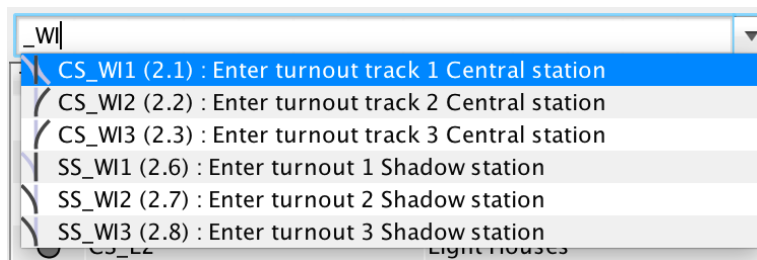 _WI
CS_WI1 (2.1) : Enter turnout track 1 Central station
CS_WI2 (2.2) : Enter turnout track 2 Central station
CS_WI3 (2.3) : Enter turnout track 3 Central station
SS_WI1 (2.6) : Enter turnout 1 Shadow station
SS_WI2 (2.7) : Enter turnout 2 Shadow station
SS_WI3 (2.8) : Enter turnout 3 Shadow station
CS_E2 Light Houses